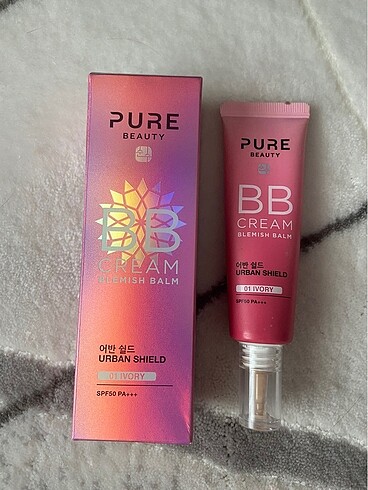 PURE
BEAUTY
BB
CREAM
BLEMISH BALM
어반 쉴드
URBAN SHIELD
01 IVORY
SPF50 PA+++
PURE
BEAUTY
BB
CREAM
BLEMISH BALM
어반 쉴드
URBAN SHIELD
01 IVORY
SPF50 PA+++